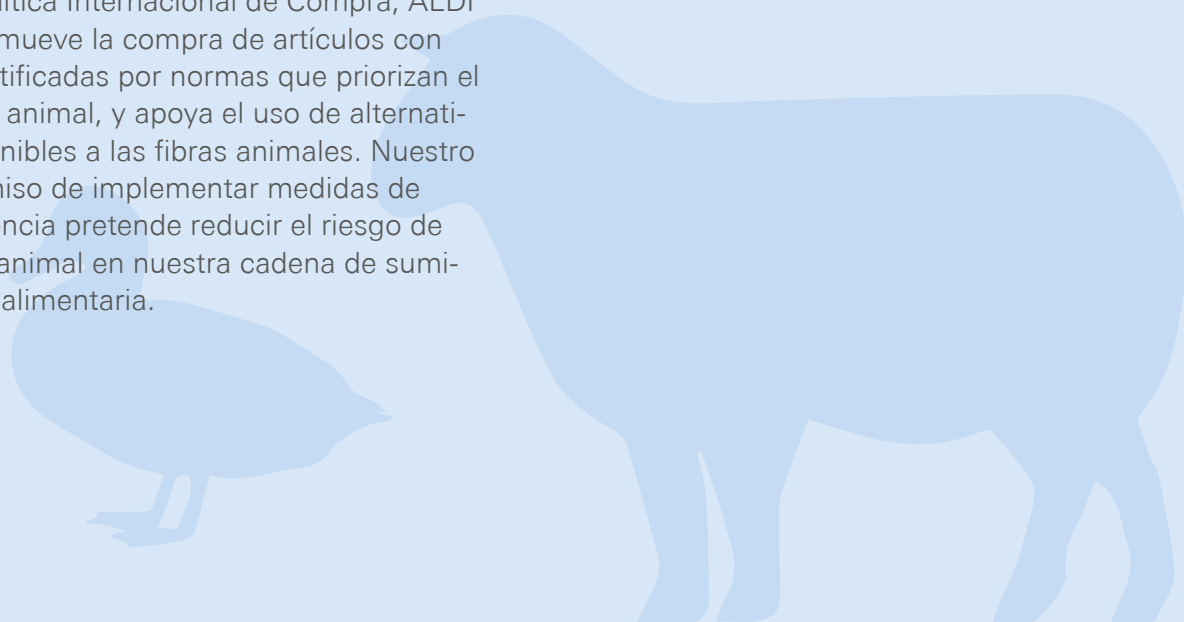 lítica Internacional de Compra, ALDI
mueve la compra de artículos con
tificadas por normas que priorizan el
animal, y apoya el uso de alternati-
nibles a las fibras animales. Nuestro
niso de implementar medidas de
encia pretende reducir el riesgo de
animal en nuestra cadena de sumi-
alimentaria.